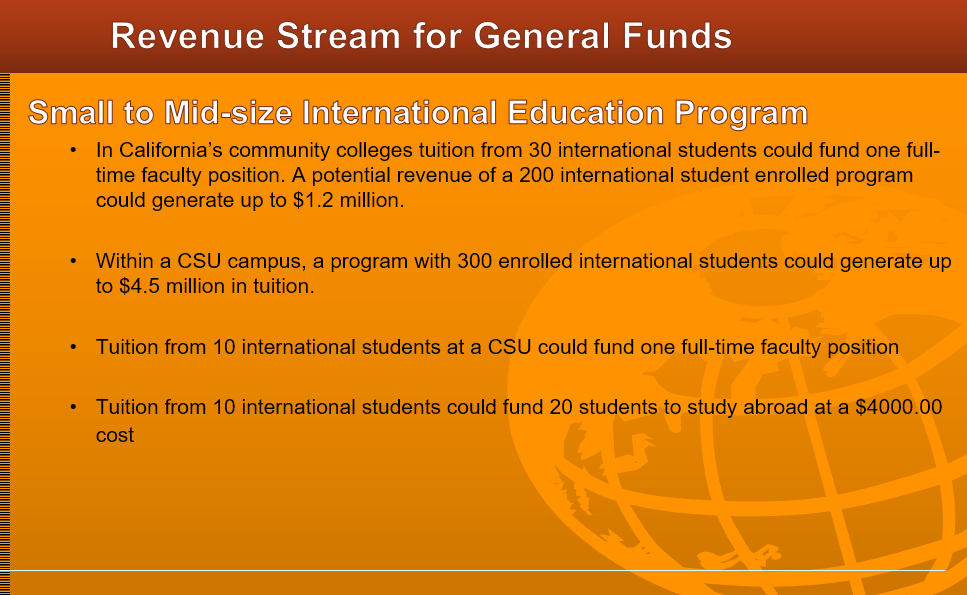 Revenue Stream for General Funds
Small to Mid-size International Education Program
• In California’s community colleges tuition from 30 international students could fund one full-
time faculty position. A potential revenue of a 200 international student enrolled program
could generate up to $1.2 million.
• Within a CSU campus, a program with 300 enrolled international students could generate up
to $4.5 million in tuition.
• Tuition from 10 international students at a CSU could fund one full-time faculty position
• Tuition from 10 international students could fund 20 students to study abroad at a $4000.00
cost